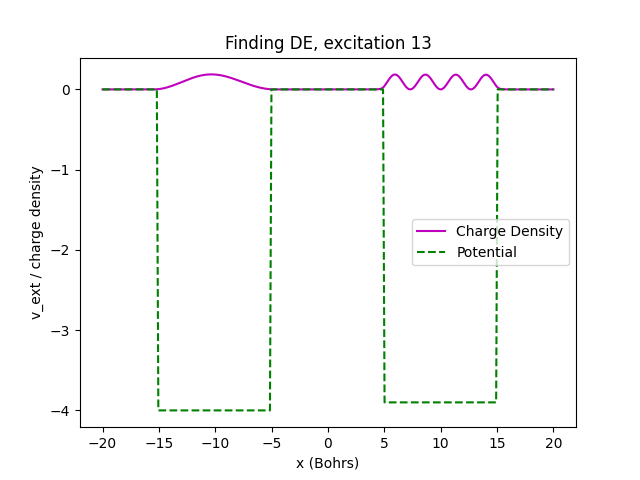 Finding DE, excitation 13
v_ext / charge density
0
−1
−2
−3
−4
Charge Density
Potential
−20 −15 −10 −5 0 5 10 15 20
x (Bohrs)